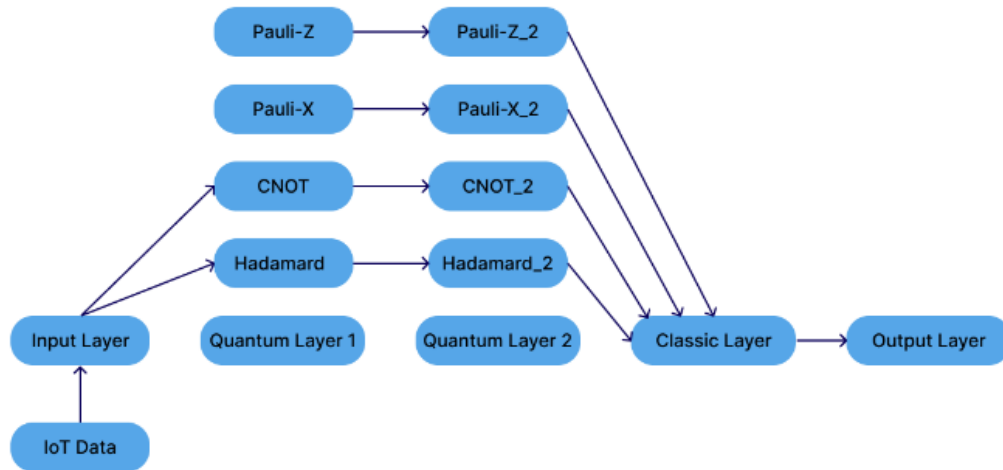 Pauli-Z
Pauli-Z_2
Pauli-X
Pauli-X_2
CNOT
CNOT_2
Hadamard
Hadamard_2
Input Layer
Quantum Layer 1
Quantum Layer 2
Classic Layer
Output Layer
IoT Data